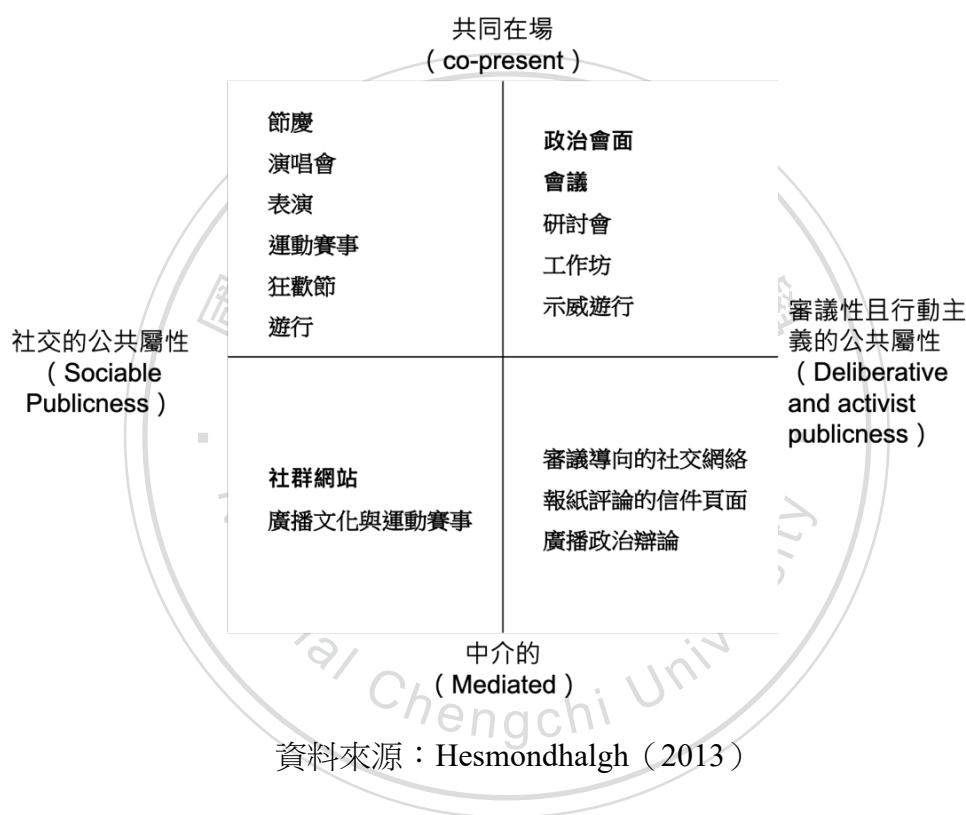 共同在場
（co-present）
節慶
演唱會
表演
運動賽事
狂歡節
遊行
政治會面
會議
研討會
工作坊
示威遊行
社交的公共屬性
（Sociable
Publicness）
審議性且行動主
義的公共屬性
（Deliberative
and activist
publicness）
社群網站
廣播文化與運動賽事
審議導向的社交網絡
報紙評論的信件頁面
廣播政治辯論
中介的
（Mediated）
Chengchi Univ
資料來源：Hesmondhalgh（2013）